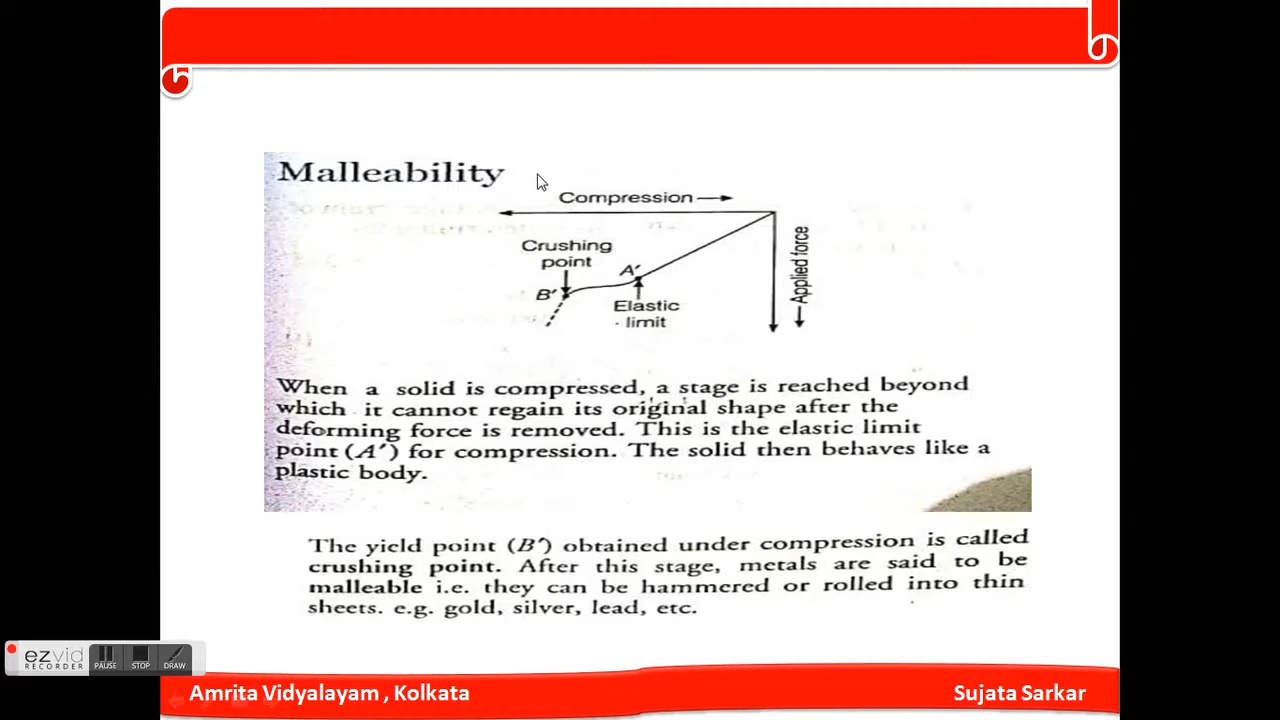 Malleability
Compression
Crushing
point
A'
B'
Elastic
limit
Applied force
When a solid is compressed, a stage is reached beyond
which it cannot regain its original shape after the
deforming force is removed. This is the elastic limit
point (A') for compression. The solid then behaves like a
plastic body.
The yield point (B') obtained under compression is called
crushing point. After this stage, metals are said to be
malleable i.e. they can be hammered or rolled into thin
sheets. e.g. gold, silver, lead, etc.
ezvid
RECORDER
PAUSE
STOP
DRAW
Amrita Vidyalayam , Kolkata
Sujata Sarkar